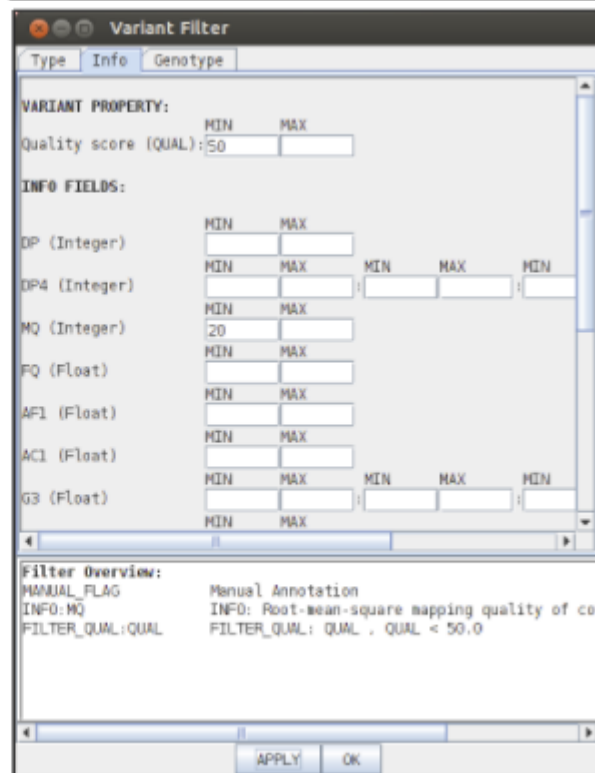 Variant Filter
Type Info Genotype
VARIANT PROPERTY:
MIN MAX
Quality score (QUAL): 50
INFO FIELDS:
MIN MAX
DP (Integer)
MIN MAX MIN MAX MIN
DP4 (Integer) : :
MIN MAX
MQ (Integer) 20
MIN MAX
FQ (Float)
MIN MAX
AF1 (Float)
MIN MAX
AC1 (Float)
MIN MAX MIN MAX MIN
G3 (Float) : :
MIN MAX
Filter Overview:
MANUAL_FLAG Manual Annotation
INFO:MQ INFO: Root-mean-square mapping quality of co
FILTER_QUAL:QUAL FILTER_QUAL: QUAL , QUAL < 50.0
APPLY OK